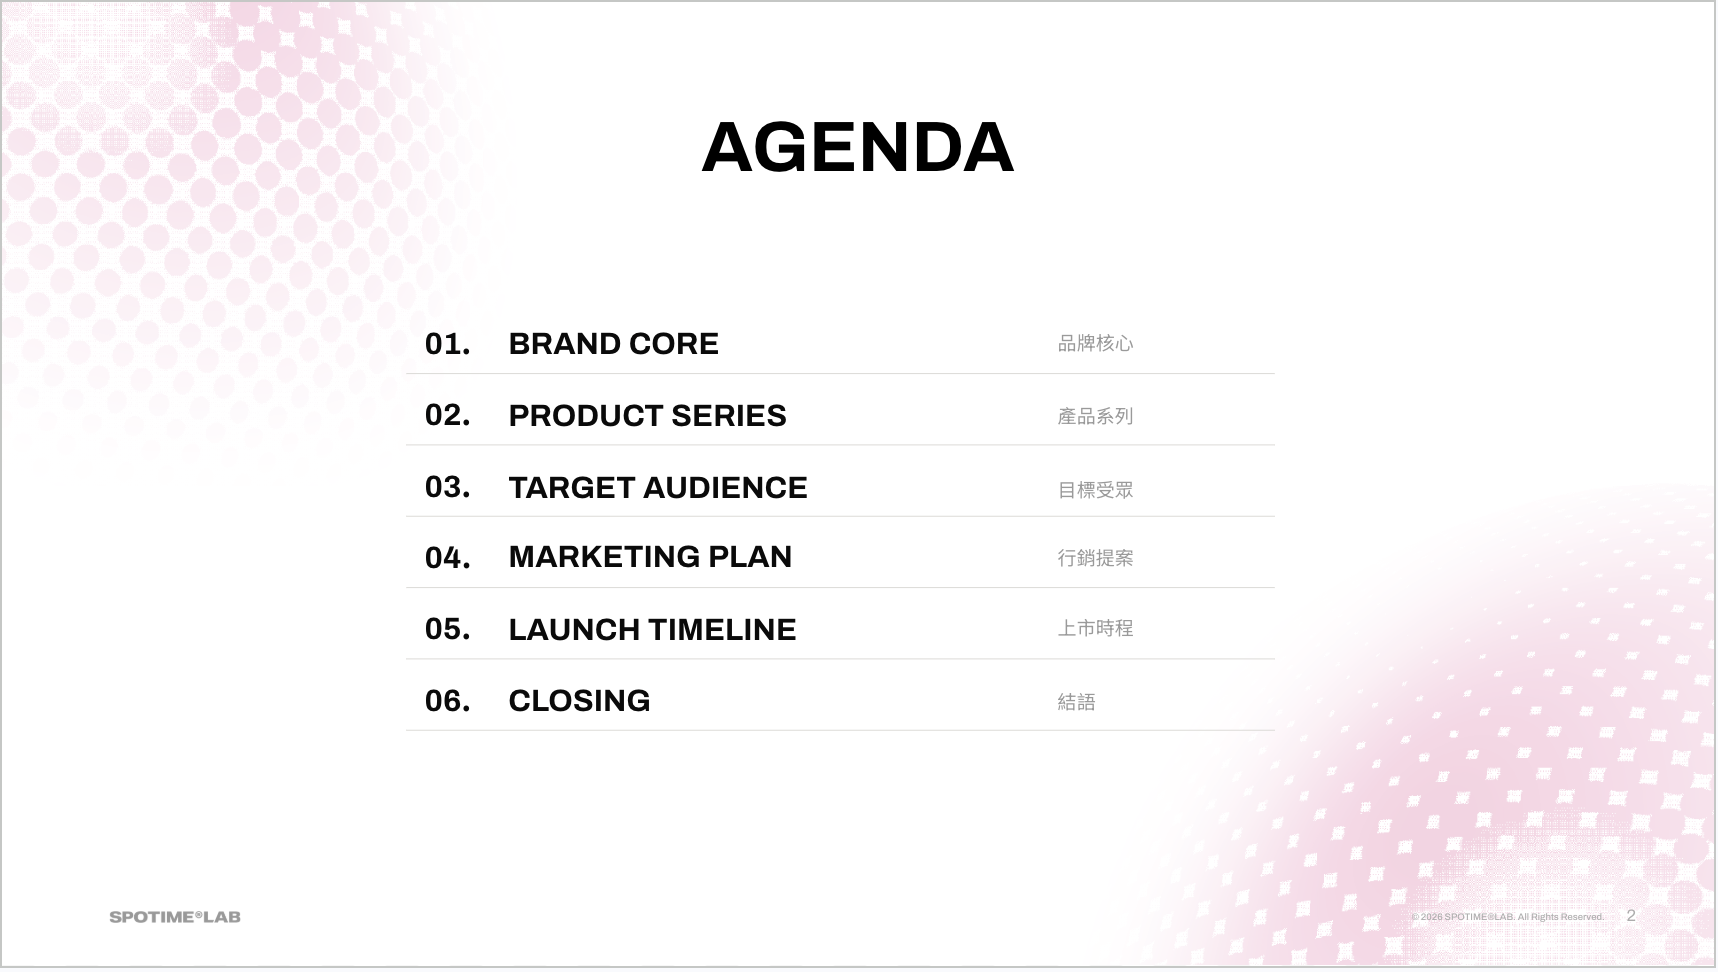 AGENDA
01. BRAND CORE 品牌核心
02. PRODUCT SERIES 產品系列
03. TARGET AUDIENCE 目標受眾
04. MARKETING PLAN 行銷提案
05. LAUNCH TIMELINE 上市時程
06. CLOSING 結語
SPOTIME®LAB
© 2026 SPOTIME®LAB. All Rights Reserved. 2